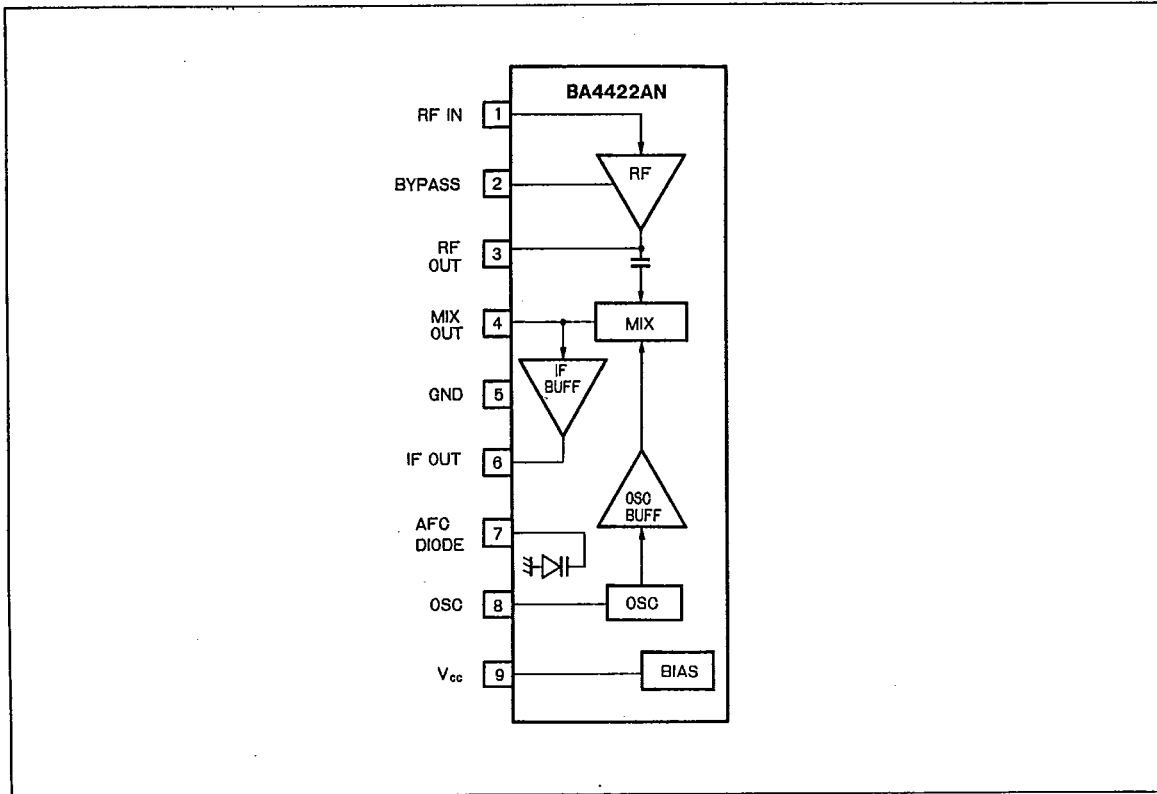 BA4422AN
RF IN 1
RF
BYPASS 2
RF
OUT 3
MIX
OUT 4
MIX
IF
BUFF
GND 5
IF OUT 6
OSC
BUFF
AFC
DIODE 7
OSC 8
OSC
Vcc 9
BIAS